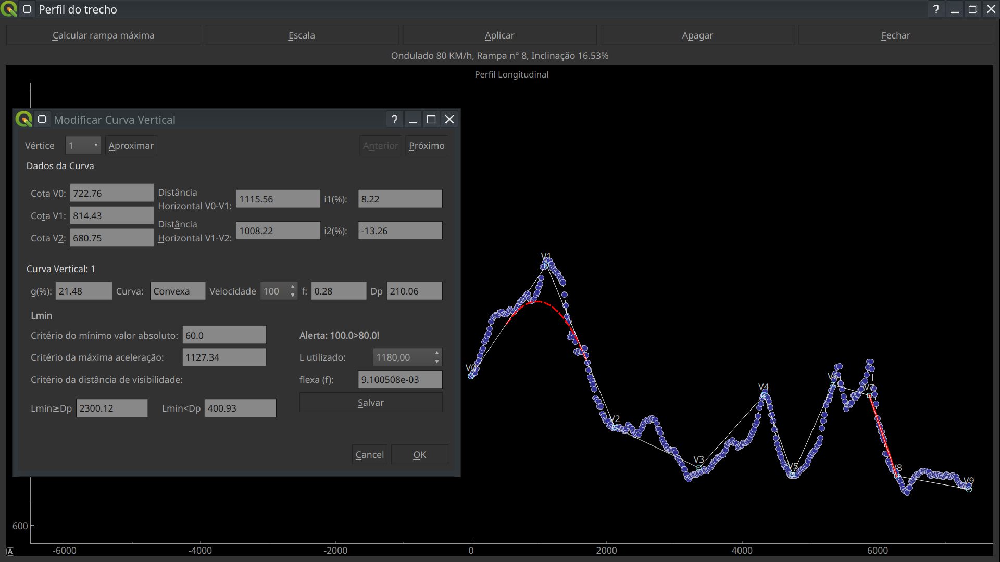 Perfil do trecho
?
Calcular rampa máxima Escala Aplicar Apagar Fechar
Ondulado 80 KM/h, Rampa n° 8, Inclinação 16.53%
Perfil Longitudinal
Modificar Curva Vertical
?
Vértice 1 Aproximar Anterior Próximo
Dados da Curva
Cota V0: 722.76
Distância Horizontal V0-V1: 1115.56 i1(%): 8.22
Cota V1: 814.43
Distância Horizontal V1-V2: 1008.22 i2(%): -13.26
Cota V2: 680.75
Curva Vertical: 1
g(%): 21.48 Curva: Convexa Velocidade 100 f: 0.28 Dp 210.06
Lmin
Critério do mínimo valor absoluto: 60.0 Alerta: 100.0>80.0!
Critério da máxima aceleração: 1127.34 L utilizado: 1180,00
Critério da distância de visibilidade: flexa (f): 9.100508e-03
Salvar
Lmin≥Dp 2300.12 Lmin<Dp 400.93
Cancel OK
V0
V1
V2
V3
V4
V5
V6
V7
V8
V9
600
A
-6000 -4000 -2000 0 2000 4000 6000